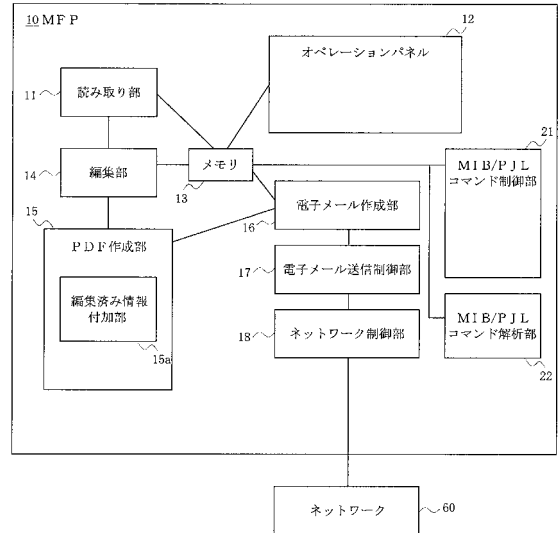 10 MFP
12
オペレーションパネル
11
読み取り部
21
14
編集部
メモリ
13
MIB/PJL
コマンド制御部
15
PDF作成部
16
電子メール作成部
17
電子メール送信制御部
編集済み情報
付加部
15a
18
ネットワーク制御部
MIB/PJL
コマンド解析部
22
ネットワーク
60